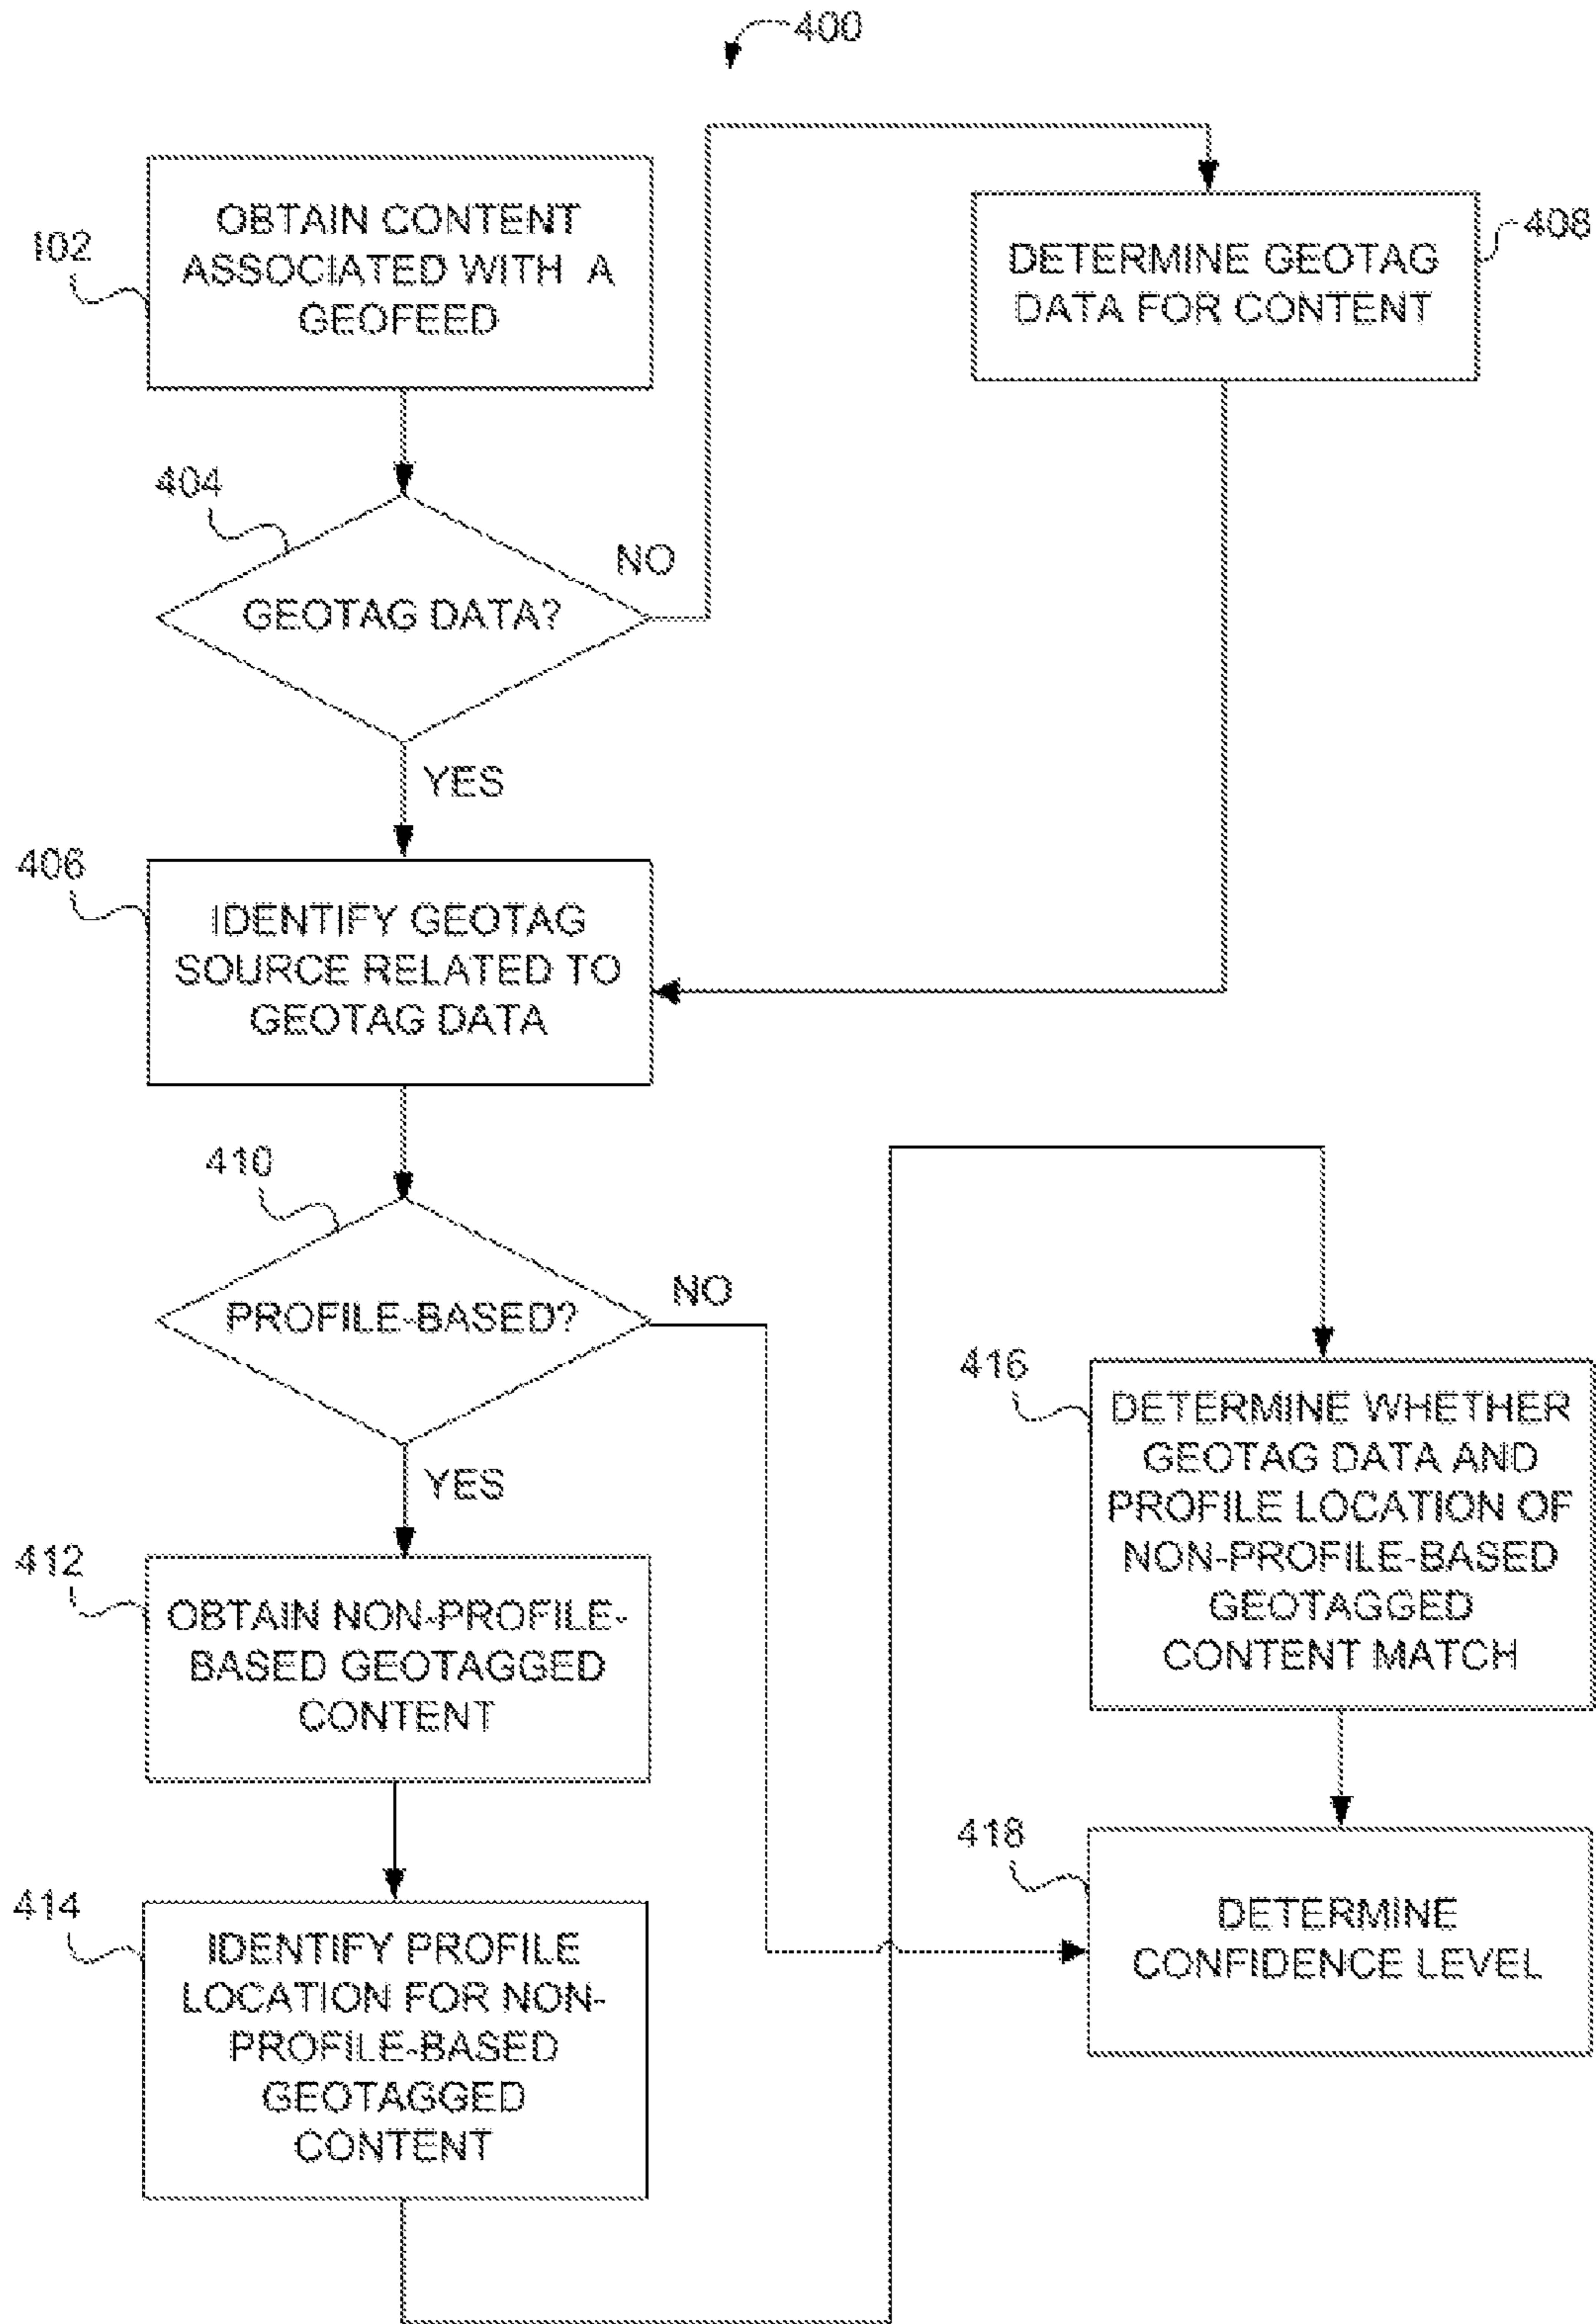 400
102
OBTAIN CONTENT
ASSOCIATED WITH A
GEOFEED
408
DETERMINE GEOTAG
DATA FOR CONTENT
404
GEOTAG DATA?
NO
YES
406
IDENTIFY GEOTAG
SOURCE RELATED TO
GEOTAG DATA
410
PROFILE-BASED?
NO
YES
412
OBTAIN NON-PROFILE-
BASED GEOTAGGED
CONTENT
414
IDENTIFY PROFILE
LOCATION FOR NON-
PROFILE-BASED
GEOTAGGED
CONTENT
416
DETERMINE WHETHER
GEOTAG DATA AND
PROFILE LOCATION OF
NON-PROFILE-BASED
GEOTAGGED
CONTENT MATCH
418
DETERMINE
CONFIDENCE LEVEL